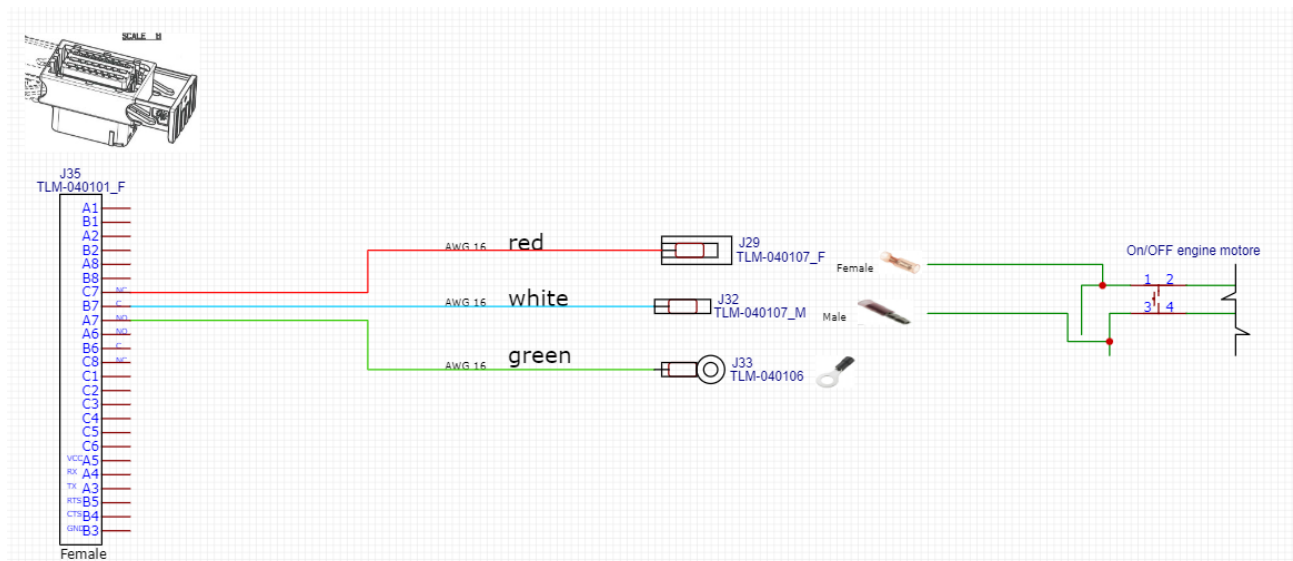 SCALE
J35
TLM-040101_F
A1
B1
A2
B2
A8
B8
C7 NC
B7 C
A7 NO
A6 NO
B6 C
C8 NC
C1
C2
C3
C4
C5
C6
VCC A5
RX A4
TX A3
RTS B5
CTS B4
GND B3
Female
AWG 16 red
AWG 16 white
AWG 16 green
J29
TLM-040107_F
J32
TLM-040107_M
J33
TLM-040106
Female
Male
On/OFF engine motore
1 2
3 4